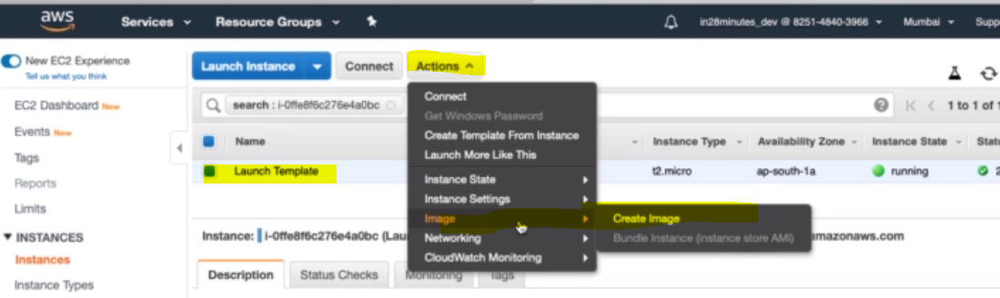 aws Services Resource Groups in28minutes_dev @ 8251-4840-3966 Mumbai Supp
New EC2 Experience
Tell us what you think
EC2 Dashboard New
Events New
Tags
Reports
Limits
INSTANCES
Instances
Instance Types
Launch Instance Connect Actions
search : i-0ffe8f6c276e4a0bc 1 to 1 of 1
Name Instance Type Availability Zone Instance State Statu
Launch Template t2.micro ap-south-1a running 2
Connect
Get Windows Password
Create Template From Instance
Launch More Like This
Instance State
Instance Settings
Image
Networking
CloudWatch Monitoring
Create Image
Bundle Instance (instance store AMI)
Instance: i-0ffe8f6c276e4a0bc (Lau amazonaws.com
Description Status Checks Monitoring Tags